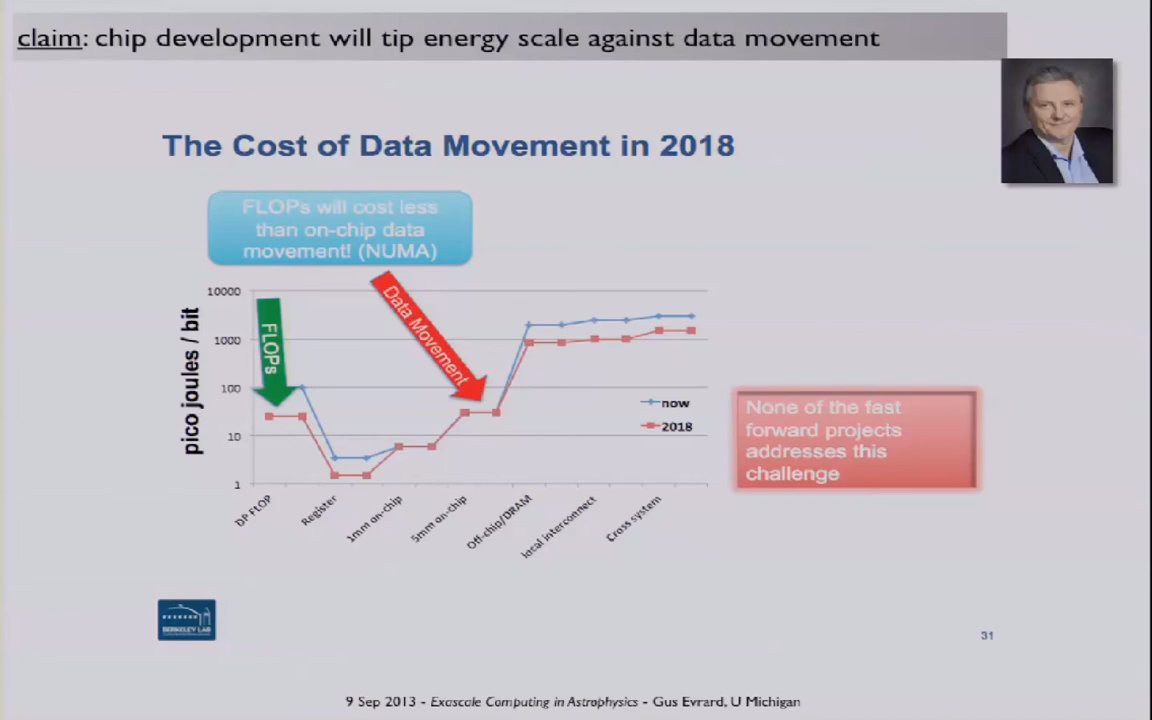 claim: chip development will tip energy scale against data movement
The Cost of Data Movement in 2018
FLOPs will cost less
than on-chip data
movement! (NUMA)
FLOPs
Data Movement
pico joules / bit
10000
1000
100
10
1
now
2018
DP FLOP
Register
1mm on-chip
5mm on-chip
Off-chip/DRAM
local interconnect
Cross system
None of the fast
forward projects
addresses this
challenge
BERKELEY LAB
31
9 Sep 2013 - Exascale Computing in Astrophysics - Gus Evrard, U Michigan